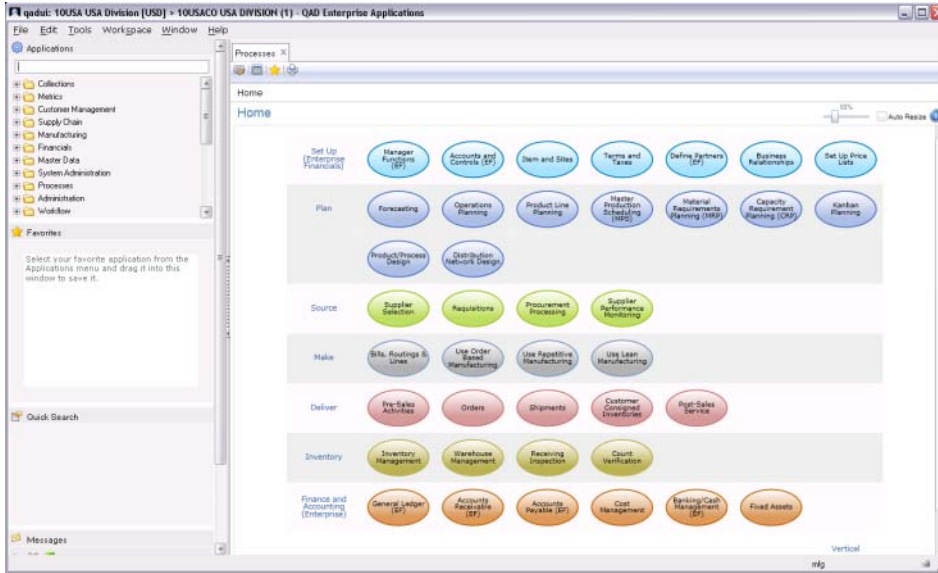 qadui: 10USA USA Division [USD] > 10USACO USA DIVISION (1) - QAD Enterprise Applications
File Edit Tools Workspace Window Help
Applications
Collections
Metrics
Customer Management
Supply Chain
Manufacturing
Financials
Master Data
System Administration
Processes
Administration
Workflow
Favorites
Select your favorite application from the
Applications menu and drag it into this
window to save it.
Quick Search
Messages
Processes
Home
Home
Auto Resize
Set Up
(Enterprise
Financials)
Manager
Functions
(EF)
Accounts and
Controls (EF)
Item and Sites
Terms and
Taxes
Define Partners
(EF)
Business
Relationships
Set Up Price
Lists
Plan
Forecasting
Operations
Planning
Product Line
Planning
Master
Production
Scheduling
(MPS)
Material
Requirements
Planning (MRP)
Capacity
Requirement
Planning (CRP)
Kanban
Planning
Product/Process
Design
Distribution
Network Design
Source
Supplier
Selection
Requisitions
Procurement
Processing
Supplier
Performance
Monitoring
Make
Bills, Routings &
Lines
Use Order
Based
Manufacturing
Use Repetitive
Manufacturing
Use Lean
Manufacturing
Deliver
Pre-Sales
Activities
Orders
Shipments
Customer
Consigned
Inventories
Post-Sales
Service
Inventory
Inventory
Management
Warehouse
Management
Receiving
Inspection
Count
Verification
Finance and
Accounting
(Enterprise)
General Ledger
(EF)
Accounts
Receivable
(EF)
Accounts
Payable (EF)
Cost
Management
Banking/Cash
Management
(EF)
Fixed Assets
Vertical
mfg